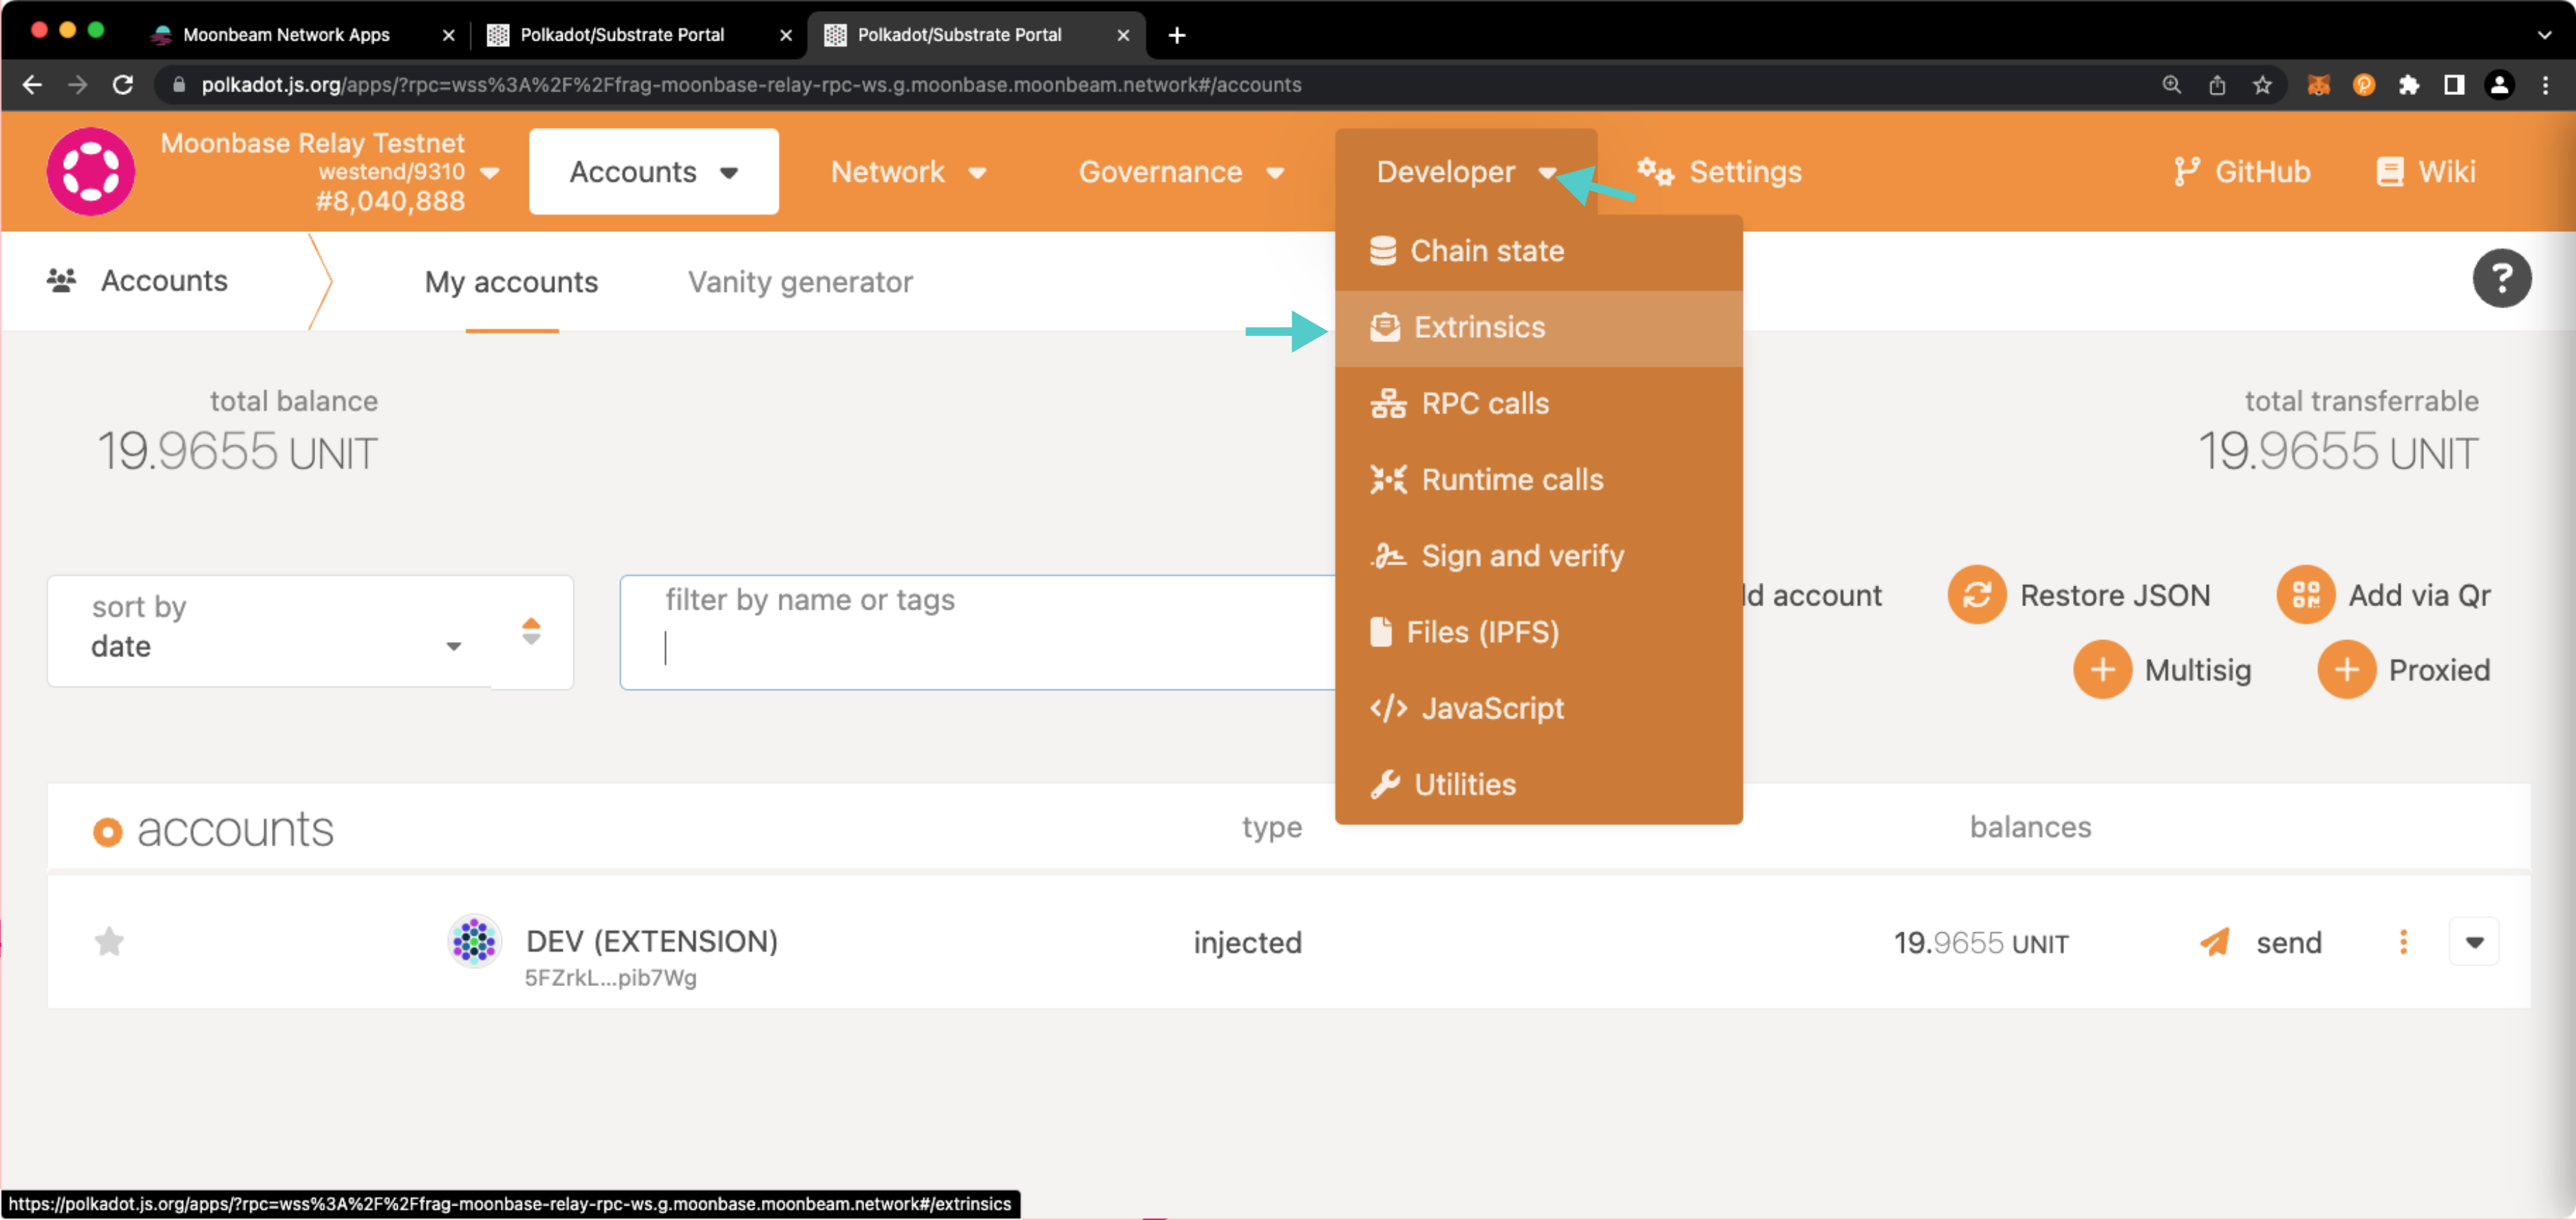 Moonbeam Network Apps
Polkadot/Substrate Portal
Polkadot/Substrate Portal
polkadot.js.org/apps/?rpc=wss%3A%2F%2Ffrag-moonbase-relay-rpc-ws.g.moonbase.moonbeam.network#/accounts
Moonbase Relay Testnet
westend/9310
#8,040,888
Accounts
Network
Governance
Developer
Settings
GitHub
Wiki
Accounts
My accounts
Vanity generator
Chain state
Extrinsics
RPC calls
Runtime calls
Sign and verify
Files (IPFS)
JavaScript
Utilities
total balance
19.9655 UNIT
total transferrable
19.9655 UNIT
sort by
date
filter by name or tags
account
Restore JSON
Add via Qr
Multisig
Proxied
accounts
type
balances
DEV (EXTENSION)
5FZrkL...pib7Wg
injected
19.9655 UNIT
send
https://polkadot.js.org/apps/?rpc=wss%3A%2F%2Ffrag-moonbase-relay-rpc-ws.g.moonbase.moonbeam.network#/extrinsics